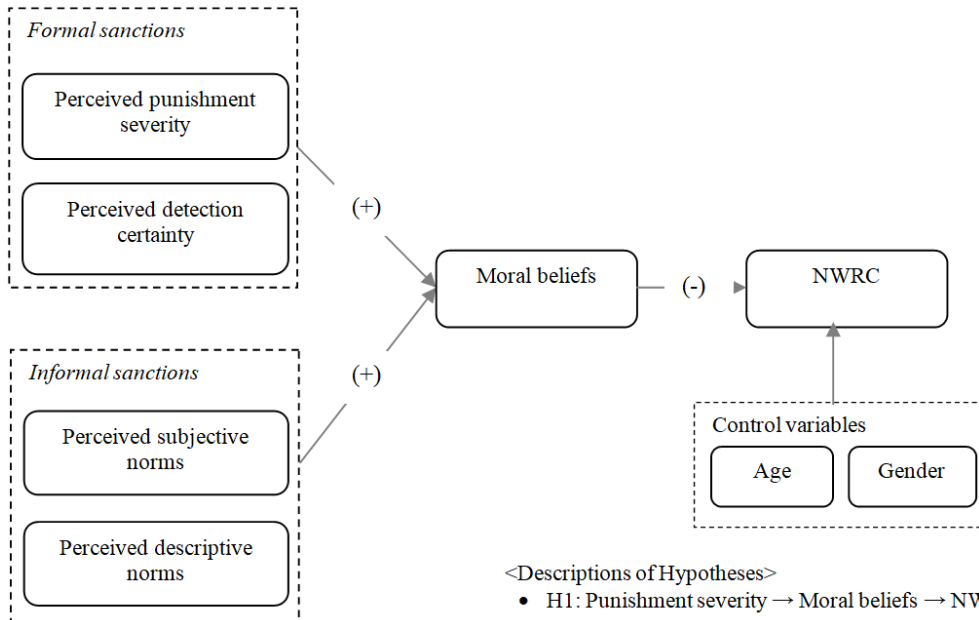 Formal sanctions
Perceived punishment
severity
Perceived detection
certainty
(+)
Moral beliefs
(-)
NWRC
Informal sanctions
(+)
Perceived subjective
norms
Perceived descriptive
norms
Control variables
Age
Gender
<Descriptions of Hypotheses>
• H1: Punishment severity → Moral beliefs →